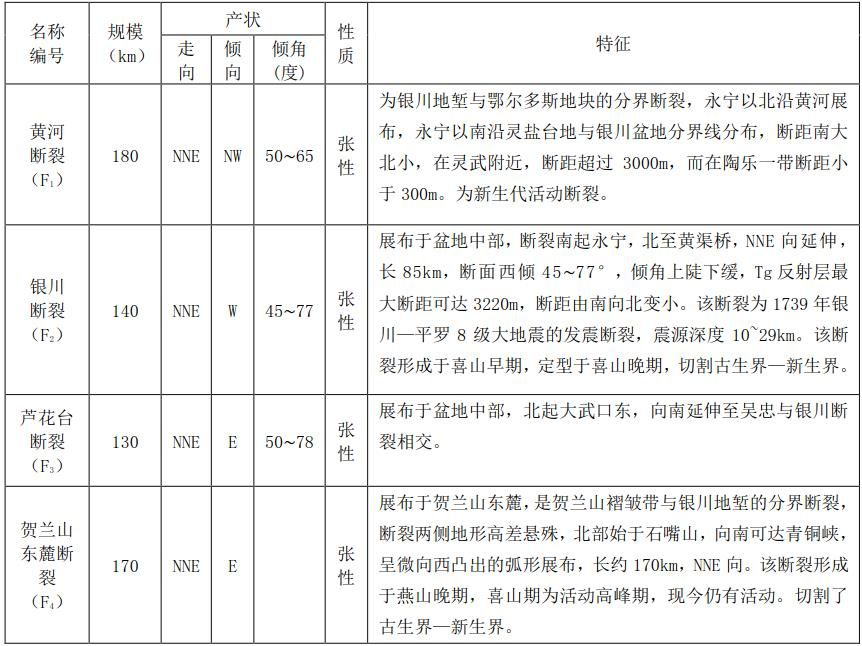 名称
编号
规模
（km）
产状
性
质
特征
走
向
倾
向
倾角
(度)
黄河
断裂
（F₁）
180
NNE
NW
50~65
张
性
为银川地堑与鄂尔多斯地块的分界断裂，永宁以北沿黄河展
布，永宁以南沿灵盐台地与银川盆地分界线分布，断距南大
北小，在灵武附近，断距超过 3000m，而在陶乐一带断距小
于 300m。为新生代活动断裂。
银川
断裂
（F₂）
140
NNE
W
45~77
张
性
展布于盆地中部，断裂南起永宁，北至黄渠桥，NNE 向延伸，
长 85km，断面西倾 45~77°，倾角上陡下缓，Tg 反射层最
大断距可达 3220m，断距由南向北变小。该断裂为 1739 年银
川—平罗 8 级大地震的发震断裂，震源深度 10~29km。该断
裂形成于喜山早期，定型于喜山晚期，切割古生界—新生界。
芦花台
断裂
（F₃）
130
NNE
E
50~78
张
性
展布于盆地中部，北起大武口东，向南延伸至吴忠与银川断
裂相交。
贺兰山
东麓断
裂
（F₄）
170
NNE
E
张
性
展布于贺兰山东麓，是贺兰山褶皱带与银川地堑的分界断裂，
断裂两侧地形高差悬殊，北部始于石嘴山，向南可达青铜峡，
呈微向西凸出的弧形展布，长约 170km，NNE 向。该断裂形成
于燕山晚期，喜山期为活动高峰期，现今仍有活动。切割了
古生界—新生界。